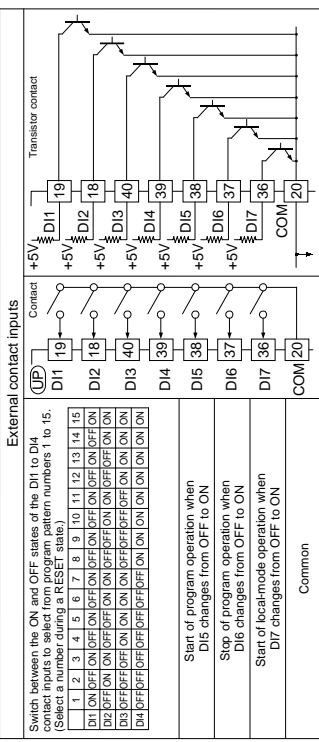 External contact inputs
Switch between the ON and OFF states of the DI1 to DI4
contact inputs to select from program pattern numbers 1 to 15.
(Select a number during a RESET state.)
1 2 3 4 5 6 7 8 9 10 11 12 13 14 15
DI1 ON OFF ON OFF ON OFF ON OFF ON OFF ON OFF ON OFF ON
DI2 OFF ON ON OFF OFF ON ON OFF OFF ON ON OFF OFF ON ON
DI3 OFF OFF OFF ON ON ON ON OFF OFF OFF OFF ON ON ON ON
DI4 OFF OFF OFF OFF OFF OFF OFF ON ON ON ON ON ON ON ON
Start of program operation when
DI5 changes from OFF to ON
Stop of program operation when
DI6 changes from OFF to ON
Start of local-mode operation when
DI7 changes from OFF to ON
Common
UP
Contact
DI1 19
DI2 18
DI3 40
DI4 39
DI5 38
DI6 37
DI7 36
COM 20
Transistor contact
+5V DI1 19
+5V DI2 18
+5V DI3 40
+5V DI4 39
+5V DI5 38
+5V DI6 37
+5V DI7 36
COM 20